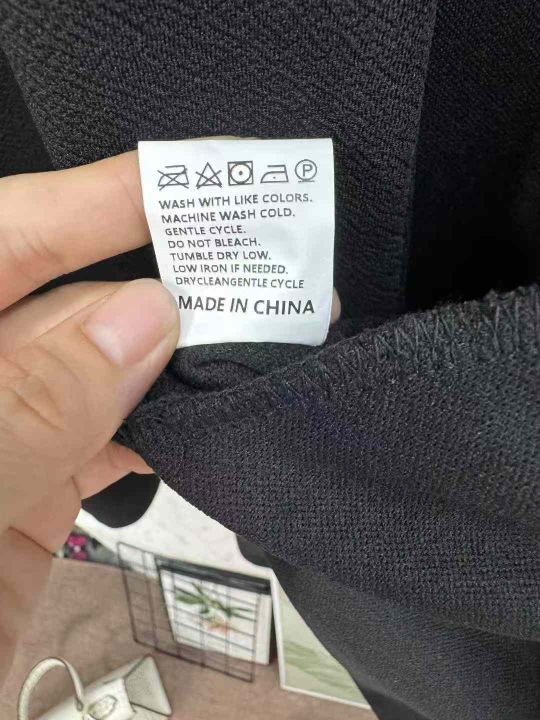 WASH WITH LIKE COLORS.
MACHINE WASH COLD.
GENTLE CYCLE.
DO NOT BLEACH.
TUMBLE DRY LOW.
LOW IRON IF NEEDED.
DRYCLEANGENTLE CYCLE
MADE IN CHINA